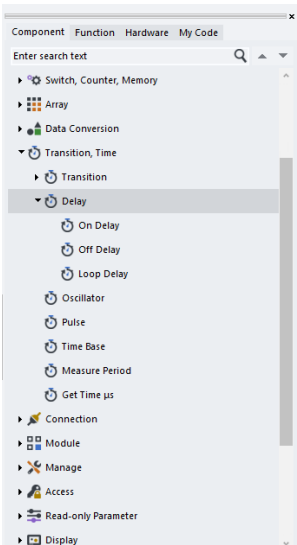 Component Function Hardware My Code
Enter search text
Switch, Counter, Memory
Array
Data Conversion
Transition, Time
Transition
Delay
On Delay
Off Delay
Loop Delay
Oscillator
Pulse
Time Base
Measure Period
Get Time µs
Connection
Module
Manage
Access
Read-only Parameter
Display